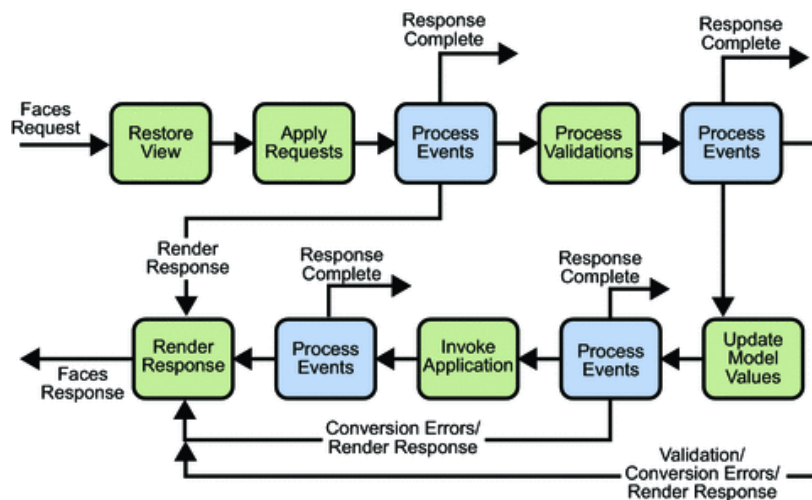 Response
Complete
Response
Complete
Faces
Request
Restore
View
Apply
Requests
Process
Events
Process
Validations
Process
Events
Render
Response
Response
Complete
Response
Complete
Render
Response
Process
Events
Invoke
Application
Process
Events
Update
Model
Values
Faces
Response
Conversion Errors/
Render Response
Validation/
Conversion Errors/
Render Response